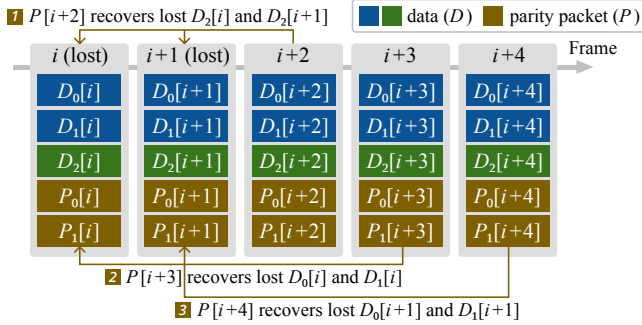 1 P[i+2] recovers lost D₂[i] and D₂[i+1]
data (D) parity packet (P)
i (lost) i+1 (lost) i+2 i+3 i+4 Frame
D₀[i] D₀[i+1] D₀[i+2] D₀[i+3] D₀[i+4]
D₁[i] D₁[i+1] D₁[i+2] D₁[i+3] D₁[i+4]
D₂[i] D₂[i+1] D₂[i+2] D₂[i+3] D₂[i+4]
P₀[i] P₀[i+1] P₀[i+2] P₀[i+3] P₀[i+4]
P₁[i] P₁[i+1] P₁[i+2] P₁[i+3] P₁[i+4]
2 P[i+3] recovers lost D₀[i] and D₁[i]
3 P[i+4] recovers lost D₀[i+1] and D₁[i+1]